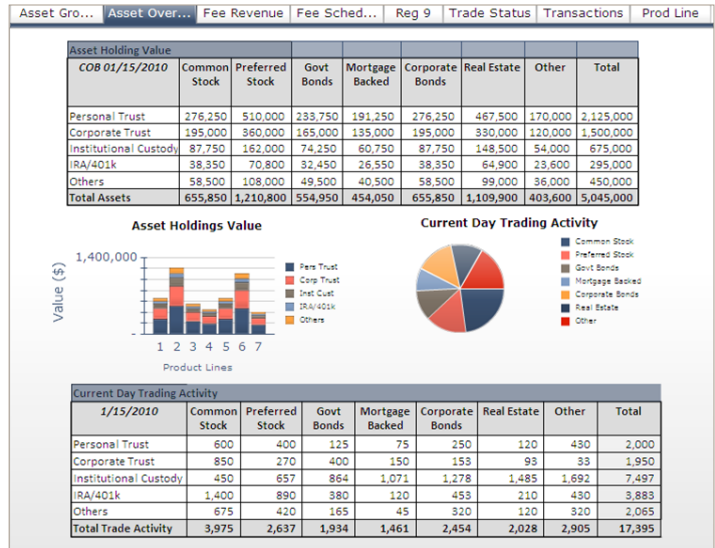 Asset Gro... Asset Over... Fee Revenue Fee Sched... Reg 9 Trade Status Transactions Prod Line
Asset Holding Value
COB 01/15/2010 Common Stock Preferred Stock Govt Bonds Mortgage Backed Corporate Bonds Real Estate Other Total
Personal Trust 276,250 510,000 233,750 191,250 276,250 467,500 170,000 2,125,000
Corporate Trust 195,000 360,000 165,000 135,000 195,000 330,000 120,000 1,500,000
Institutional Custody 87,750 162,000 74,250 60,750 87,750 148,500 54,000 675,000
IRA/401k 38,350 70,800 32,450 26,550 38,350 64,900 23,600 295,000
Others 58,500 108,000 49,500 40,500 58,500 99,000 36,000 450,000
Total Assets 655,850 1,210,800 554,950 454,050 655,850 1,109,900 403,600 5,045,000
Asset Holdings Value
Value ($)
1,400,000
-
1 2 3 4 5 6 7
Product Lines
Pers Trust
Corp Trust
Inst Cust
IRA/401k
Others
Current Day Trading Activity
Common Stock
Preferred Stock
Govt Bonds
Mortgage Backed
Corporate Bonds
Real Estate
Other
Current Day Trading Activity
1/15/2010 Common Stock Preferred Stock Govt Bonds Mortgage Backed Corporate Bonds Real Estate Other Total
Personal Trust 600 400 125 75 250 120 430 2,000
Corporate Trust 850 270 400 150 153 93 33 1,950
Institutional Custody 450 657 864 1,071 1,278 1,485 1,692 7,497
IRA/401k 1,400 890 380 120 453 210 430 3,883
Others 675 420 165 45 320 120 320 2,065
Total Trade Activity 3,975 2,637 1,934 1,461 2,454 2,028 2,905 17,395